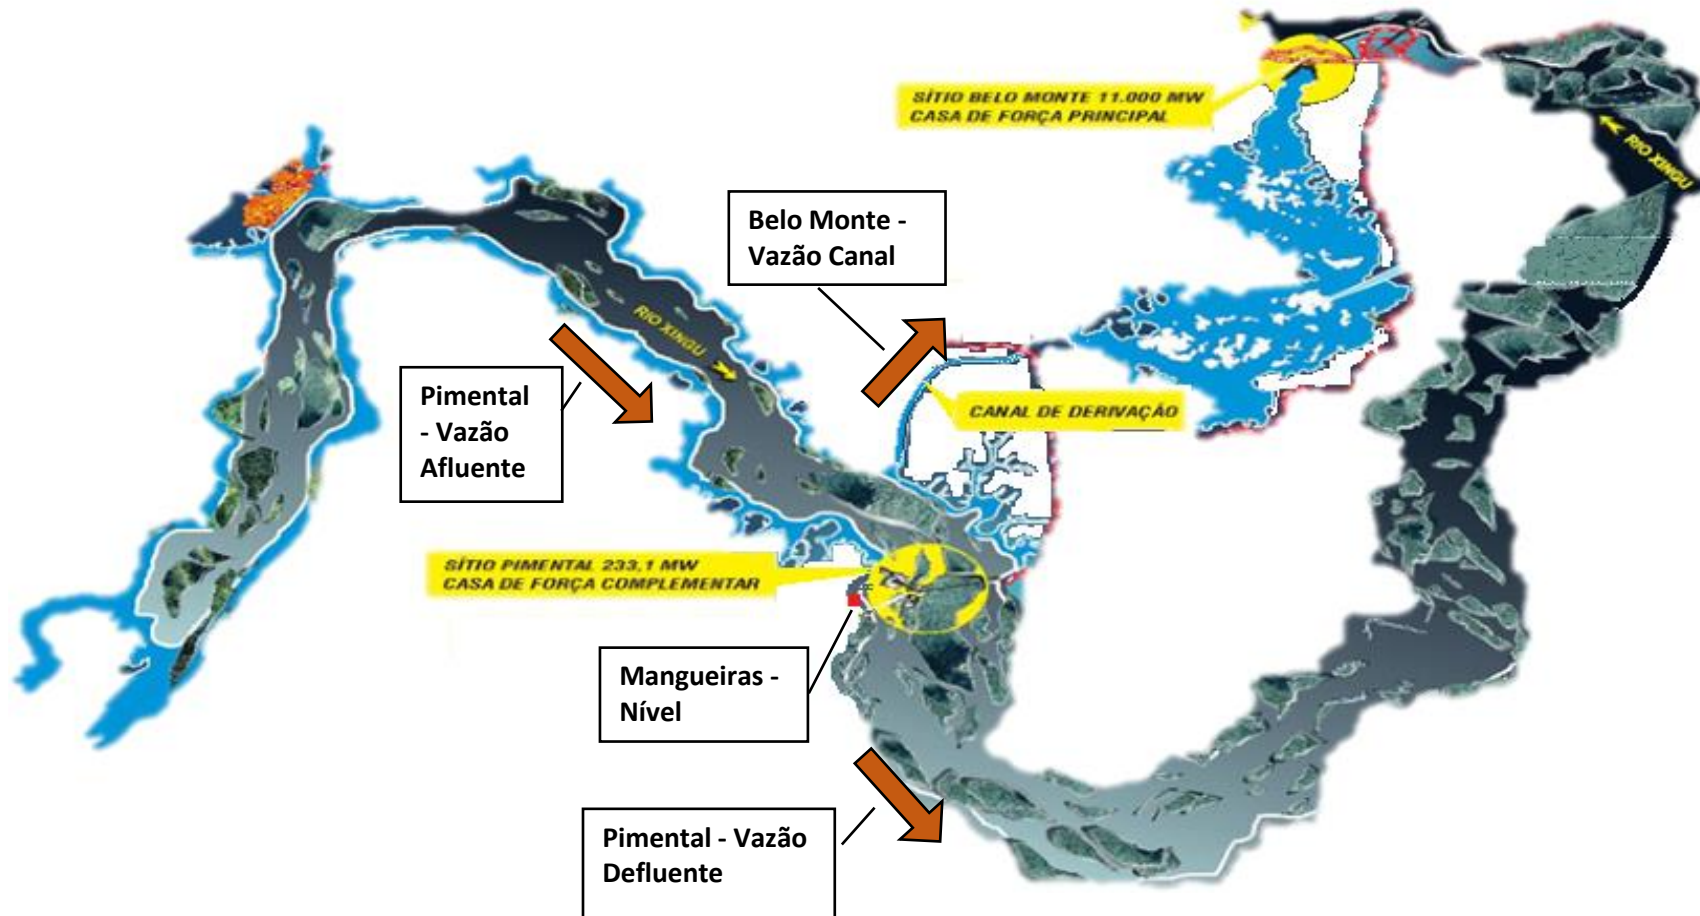 SÍTIO BELO MONTE 11.000 MW
CASA DE FORÇA PRINCIPAL
RIO XINGU
Belo Monte -
Vazão Canal
RIO XINGU
Pimental
- Vazão
Afluente
CANAL DE DERIVAÇÃO
SÍTIO PIMENTAL 233,1 MW
CASA DE FORÇA COMPLEMENTAR
Mangueiras -
Nível
Pimental - Vazão
Defluente